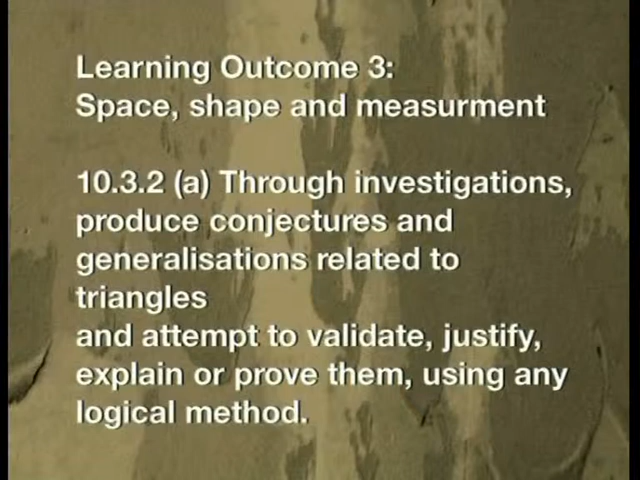 Learning Outcome 3:
Space, shape and measurment
10.3.2 (a) Through investigations,
produce conjectures and
generalisations related to
triangles
and attempt to validate, justify,
explain or prove them, using any
logical method.